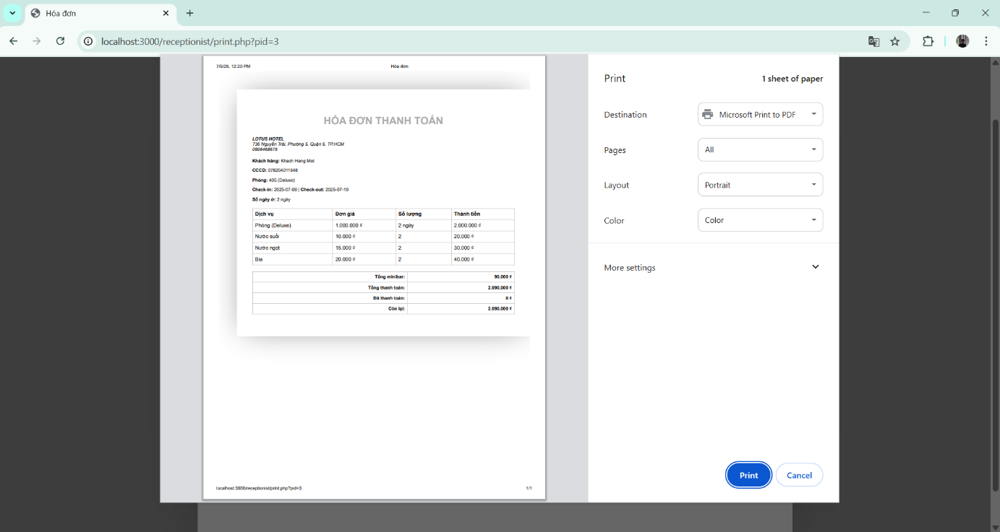 Hóa đơn
localhost:3000/receptionist/print.php?pid=3
7/9/25, 12:20 PM Hóa đơn
HÓA ĐƠN THANH TOÁN
LOTUS HOTEL
736 Nguyễn Trãi, Phường 5, Quận 6, TP.HCM
0896468675
Khách hàng: Khach Hang Mot
CCCD: 078204011548
Phòng: 405 (Deluxe)
Check-in: 2025-07-08 | Check-out: 2025-07-10
Số ngày ở: 2 ngày
Dịch vụ Đơn giá Số lượng Thành tiền
Phòng (Deluxe) 1.000.000 ₫ 2 ngày 2.000.000 ₫
Nước suối 10.000 ₫ 2 20.000 ₫
Nước ngọt 15.000 ₫ 2 30.000 ₫
Bia 20.000 ₫ 2 40.000 ₫
Tổng minibar: 90.000 ₫
Tổng thanh toán: 2.090.000 ₫
Đã thanh toán: 0 ₫
Còn lại: 2.090.000 ₫
localhost:3000/receptionist/print.php?pid=3 1/1
Print 1 sheet of paper
Destination Microsoft Print to PDF
Pages All
Layout Portrait
Color Color
More settings
Print Cancel